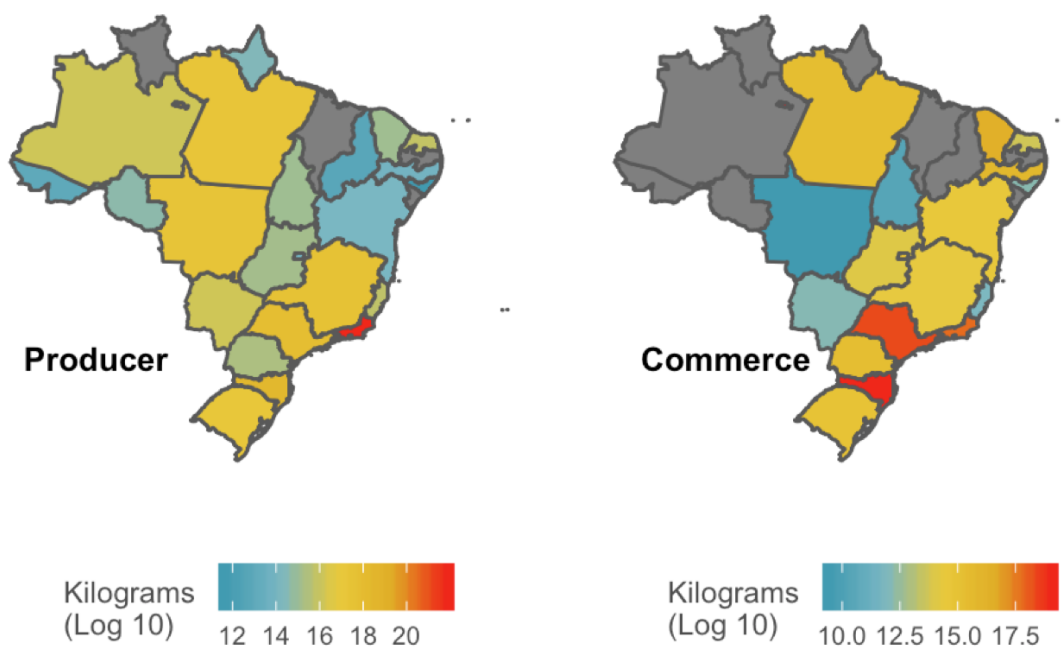 Producer
Commerce
Kilograms
(Log 10)
12 14 16 18 20
Kilograms
(Log 10)
10.0 12.5 15.0 17.5